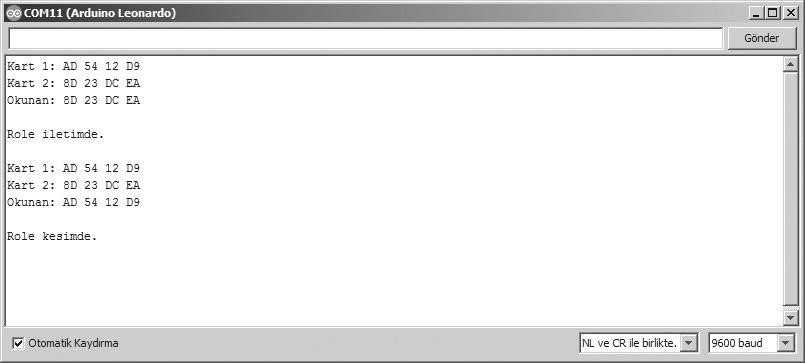 COM11 (Arduino Leonardo)
Gönder
Kart 1: AD 54 12 D9
Kart 2: 8D 23 DC EA
Okunan: 8D 23 DC EA
Role iletimde.
Kart 1: AD 54 12 D9
Kart 2: 8D 23 DC EA
Okunan: AD 54 12 D9
Role kesimde.
Otomatik Kaydırma
NL ve CR ile birlikte.
9600 baud